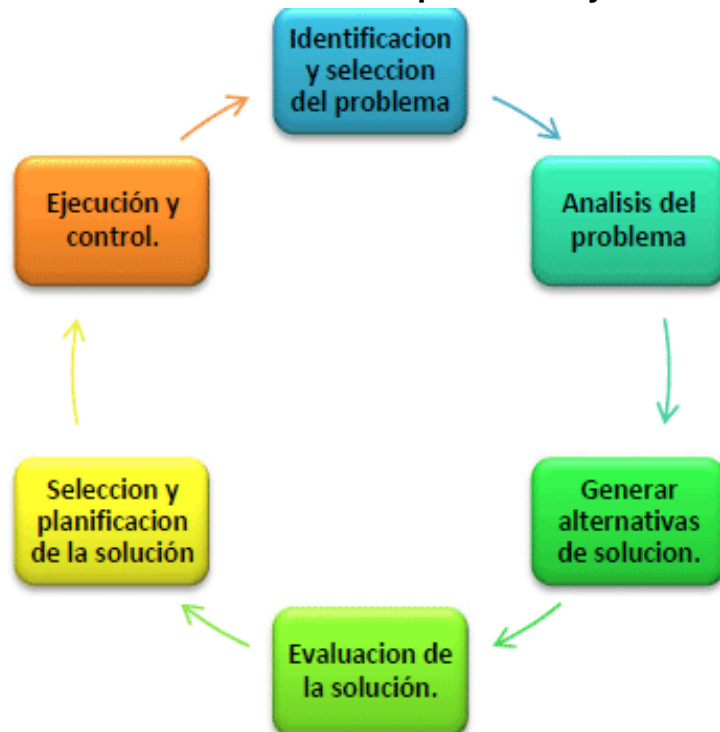 Identificacion
y seleccion
del problema
Analisis del
problema
Generar
alternativas
de solucion.
Evaluacion de
la solución.
Seleccion y
planificacion
de la solución
Ejecución y
control.